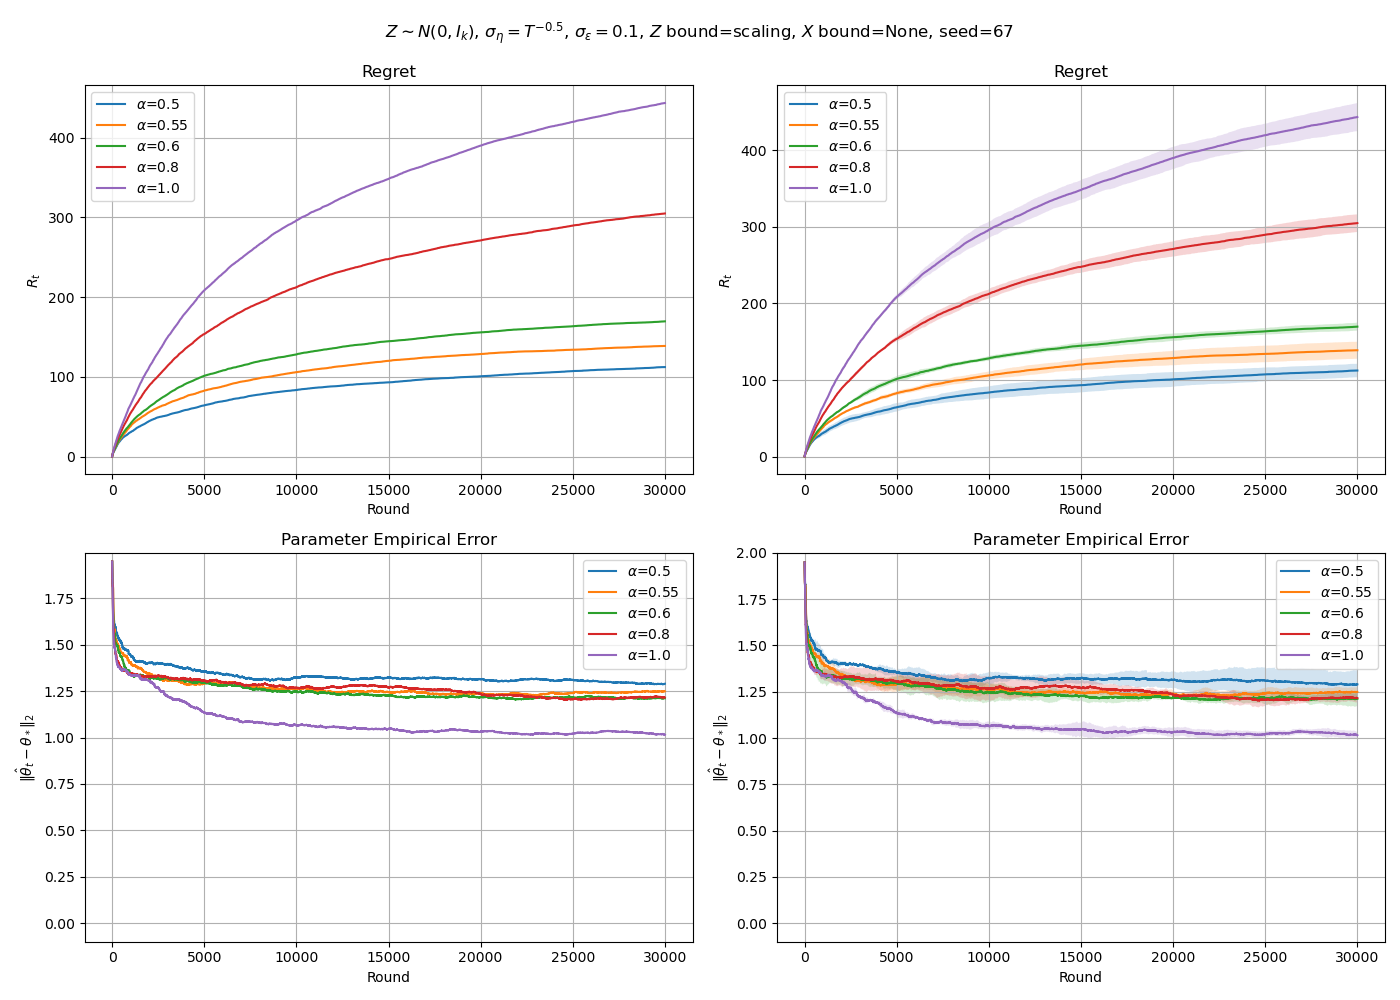 Z ~ N(0, I_k), σ_η = T^{-0.5}, σ_ε = 0.1, Z bound=scaling, X bound=None, seed=67
Regret
α=0.5
α=0.55
α=0.6
α=0.8
α=1.0
400
300
200
100
0
R_t
0 5000 10000 15000 20000 25000 30000
Round
Regret
α=0.5
α=0.55
α=0.6
α=0.8
α=1.0
400
300
200
100
0
R_t
0 5000 10000 15000 20000 25000 30000
Round
Parameter Empirical Error
α=0.5
α=0.55
α=0.6
α=0.8
α=1.0
1.75
1.50
1.25
1.00
0.75
0.50
0.25
0.00
‖θ̂_t − θ_*‖_2
0 5000 10000 15000 20000 25000 30000
Round
Parameter Empirical Error
α=0.5
α=0.55
α=0.6
α=0.8
α=1.0
2.00
1.75
1.50
1.25
1.00
0.75
0.50
0.25
0.00
‖θ̂_t − θ_*‖_2
0 5000 10000 15000 20000 25000 30000
Round